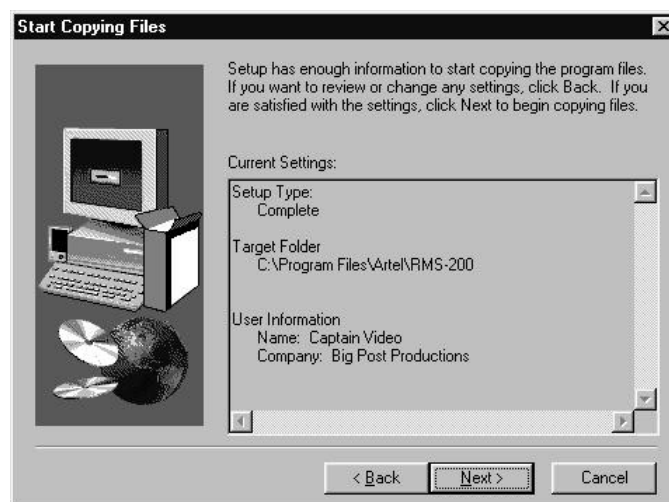 Start Copying Files
Setup has enough information to start copying the program files.
If you want to review or change any settings, click Back. If you
are satisfied with the settings, click Next to begin copying files.
Current Settings:
Setup Type:
Complete
Target Folder
C:\Program Files\Artel\RMS-200
User Information
Name: Captain Video
Company: Big Post Productions
< Back
Next >
Cancel